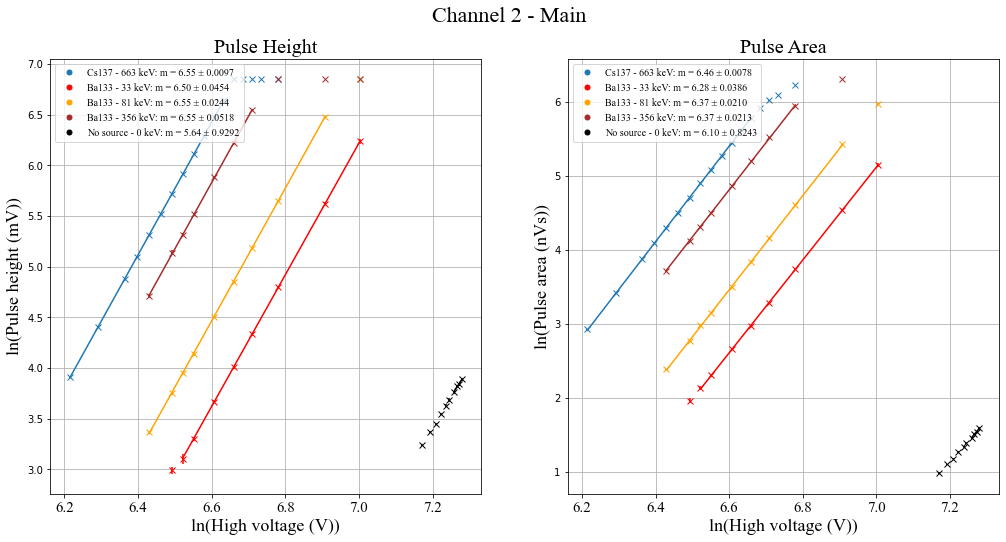 Channel 2 - Main
Pulse Height
Cs137 - 663 keV: m = 6.55 ± 0.0097
Ba133 - 33 keV: m = 6.50 ± 0.0454
Ba133 - 81 keV: m = 6.55 ± 0.0244
Ba133 - 356 keV: m = 6.55 ± 0.0518
No source - 0 keV: m = 5.64 ± 0.9292
ln(Pulse height (mV))
7.0
6.5
6.0
5.5
5.0
4.5
4.0
3.5
3.0
6.2 6.4 6.6 6.8 7.0 7.2
ln(High voltage (V))
Pulse Area
Cs137 - 663 keV: m = 6.46 ± 0.0078
Ba133 - 33 keV: m = 6.28 ± 0.0386
Ba133 - 81 keV: m = 6.37 ± 0.0210
Ba133 - 356 keV: m = 6.37 ± 0.0213
No source - 0 keV: m = 6.10 ± 0.8243
ln(Pulse area (nVs))
6
5
4
3
2
1
6.2 6.4 6.6 6.8 7.0 7.2
ln(High voltage (V))